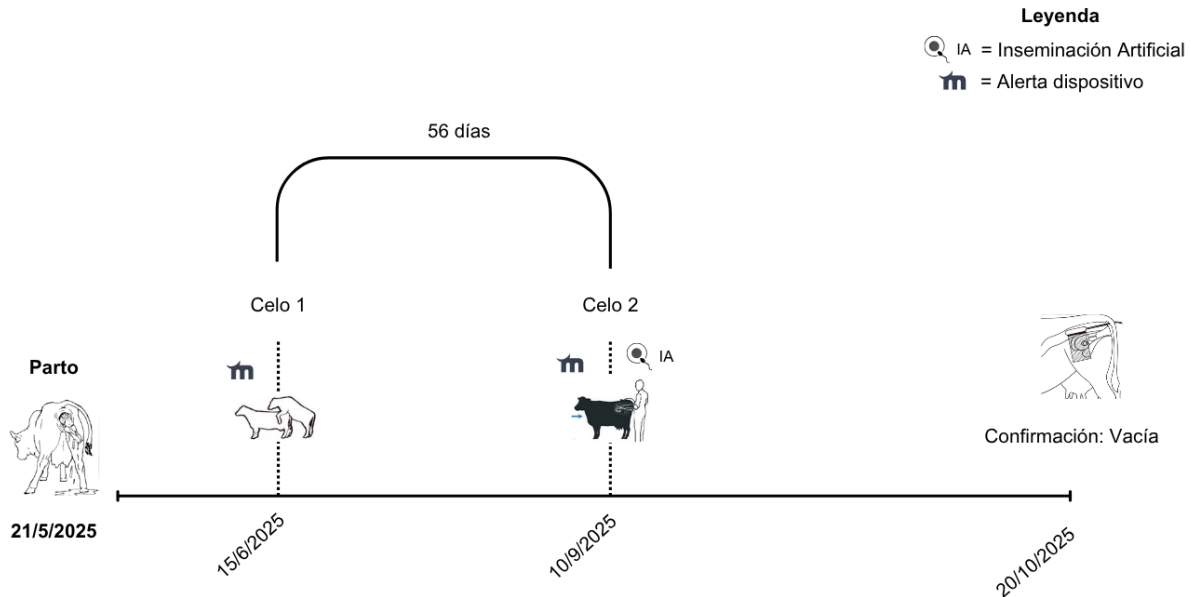 Leyenda
IA = Inseminación Artificial
= Alerta dispositivo
56 días
Celo 1
Celo 2
IA
Parto
Confirmación: Vacía
21/5/2025
15/6/2025
10/9/2025
20/10/2025